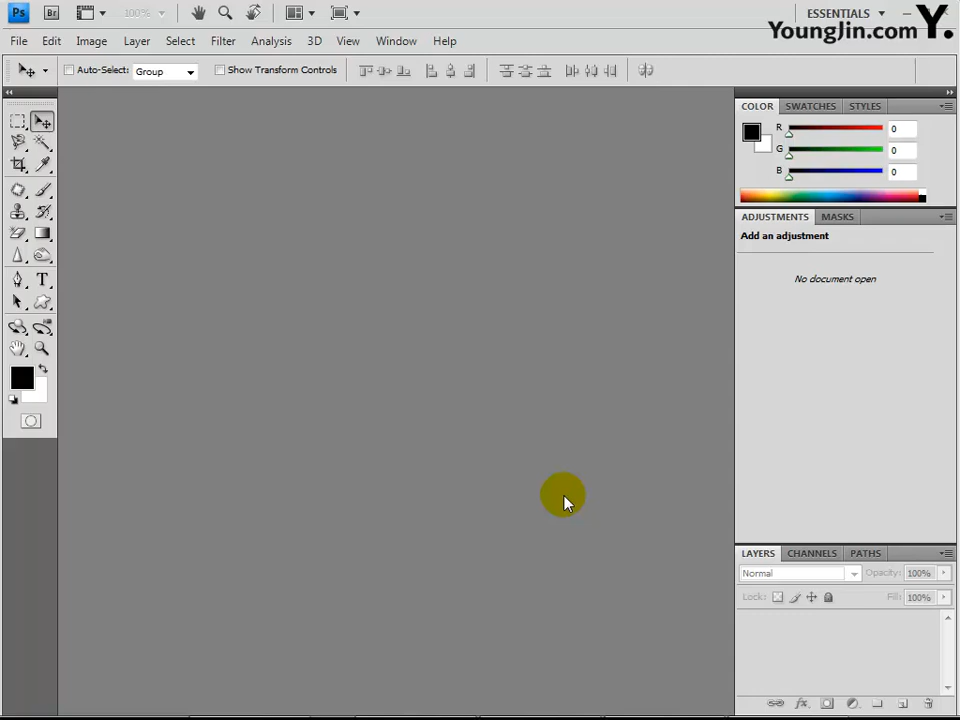 Ps Br 100% ESSENTIALS
YoungJin.com Y.
File Edit Image Layer Select Filter Analysis 3D View Window Help
Auto-Select: Group Show Transform Controls
COLOR SWATCHES STYLES
R 0
G 0
B 0
ADJUSTMENTS MASKS
Add an adjustment
No document open
T
LAYERS CHANNELS PATHS
Normal Opacity: 100%
Lock: Fill: 100%
fx